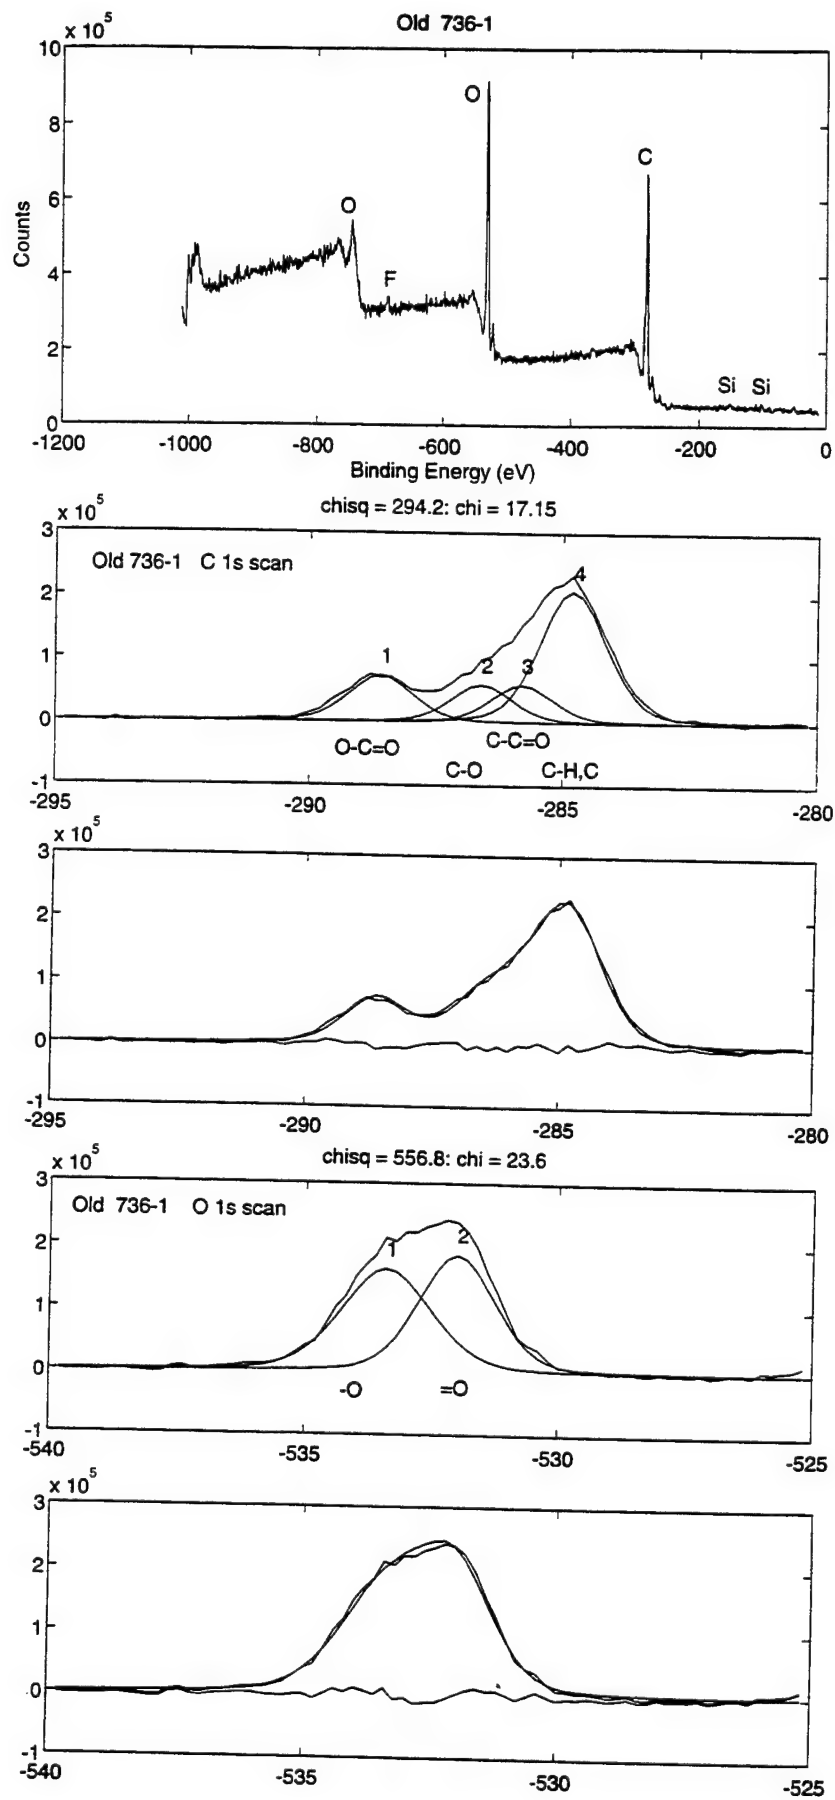 Old 736-1
x 10^5
10
8
6
4
2
0
Counts
O
F
O
C
Si Si
-1200 -1000 -800 -600 -400 -200 0
Binding Energy (eV)
chisq = 294.2: chi = 17.15
x 10^5
Old 736-1 C 1s scan
3
2
1
0
-1
1 2 3 4
O-C=O
C-C=O
C-O
C-H,C
-295 -290 -285 -280
x 10^5
3
2
1
0
-1
-295 -290 -285 -280
chisq = 556.8: chi = 23.6
x 10^5
Old 736-1 O 1s scan
3
2
1
0
-1
1 2
-O =O
-540 -535 -530 -525
x 10^5
3
2
1
0
-1
-540 -535 -530 -525